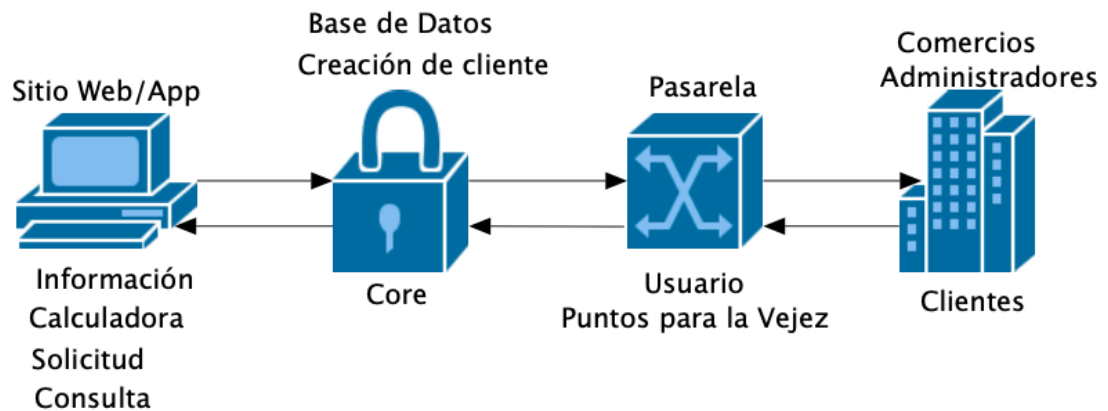 Sitio Web/App
Información
Calculadora
Solicitud
Consulta
Base de Datos
Creación de cliente
Core
Pasarela
Usuario
Puntos para la Vejez
Comercios
Administradores
Clientes